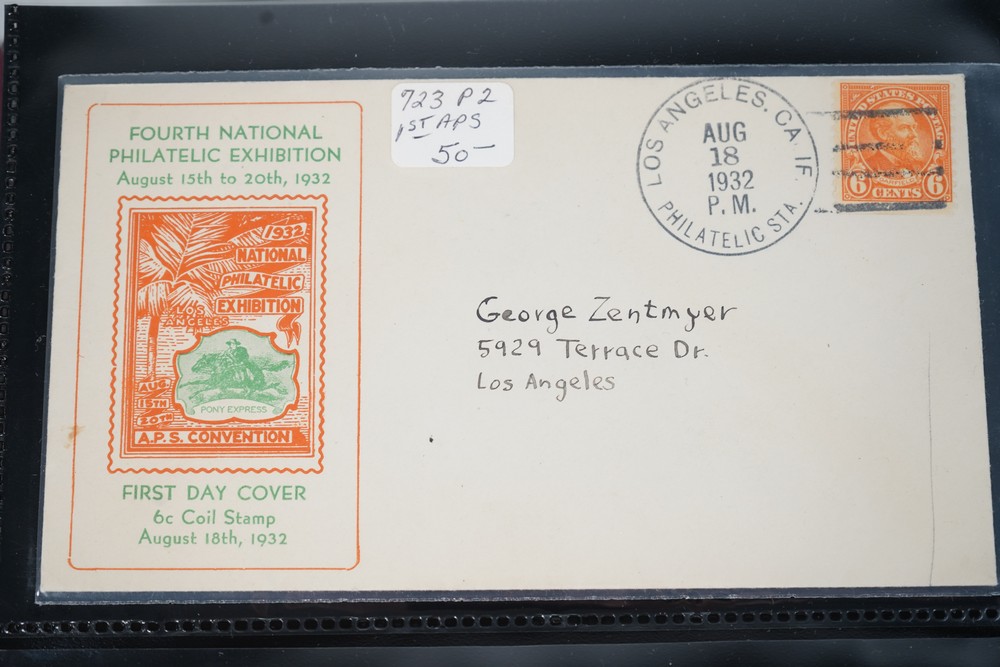 FOURTH NATIONAL
PHILATELIC EXHIBITION
August 15th to 20th, 1932
1932
NATIONAL
PHILATELIC
EXHIBITION
LOS
ANGELES
PONY EXPRESS
AUG.
15TH
20TH
A.P.S. CONVENTION
FIRST DAY COVER
6c Coil Stamp
August 18th, 1932
723 P2
1ST APS
50-
LOS ANGELES, CALIF.
AUG
18
1932
P.M.
PHILATELIC STA.
UNITED STATES POSTAGE
6 CENTS 6
George Zentmyer
5929 Terrace Dr.
Los Angeles